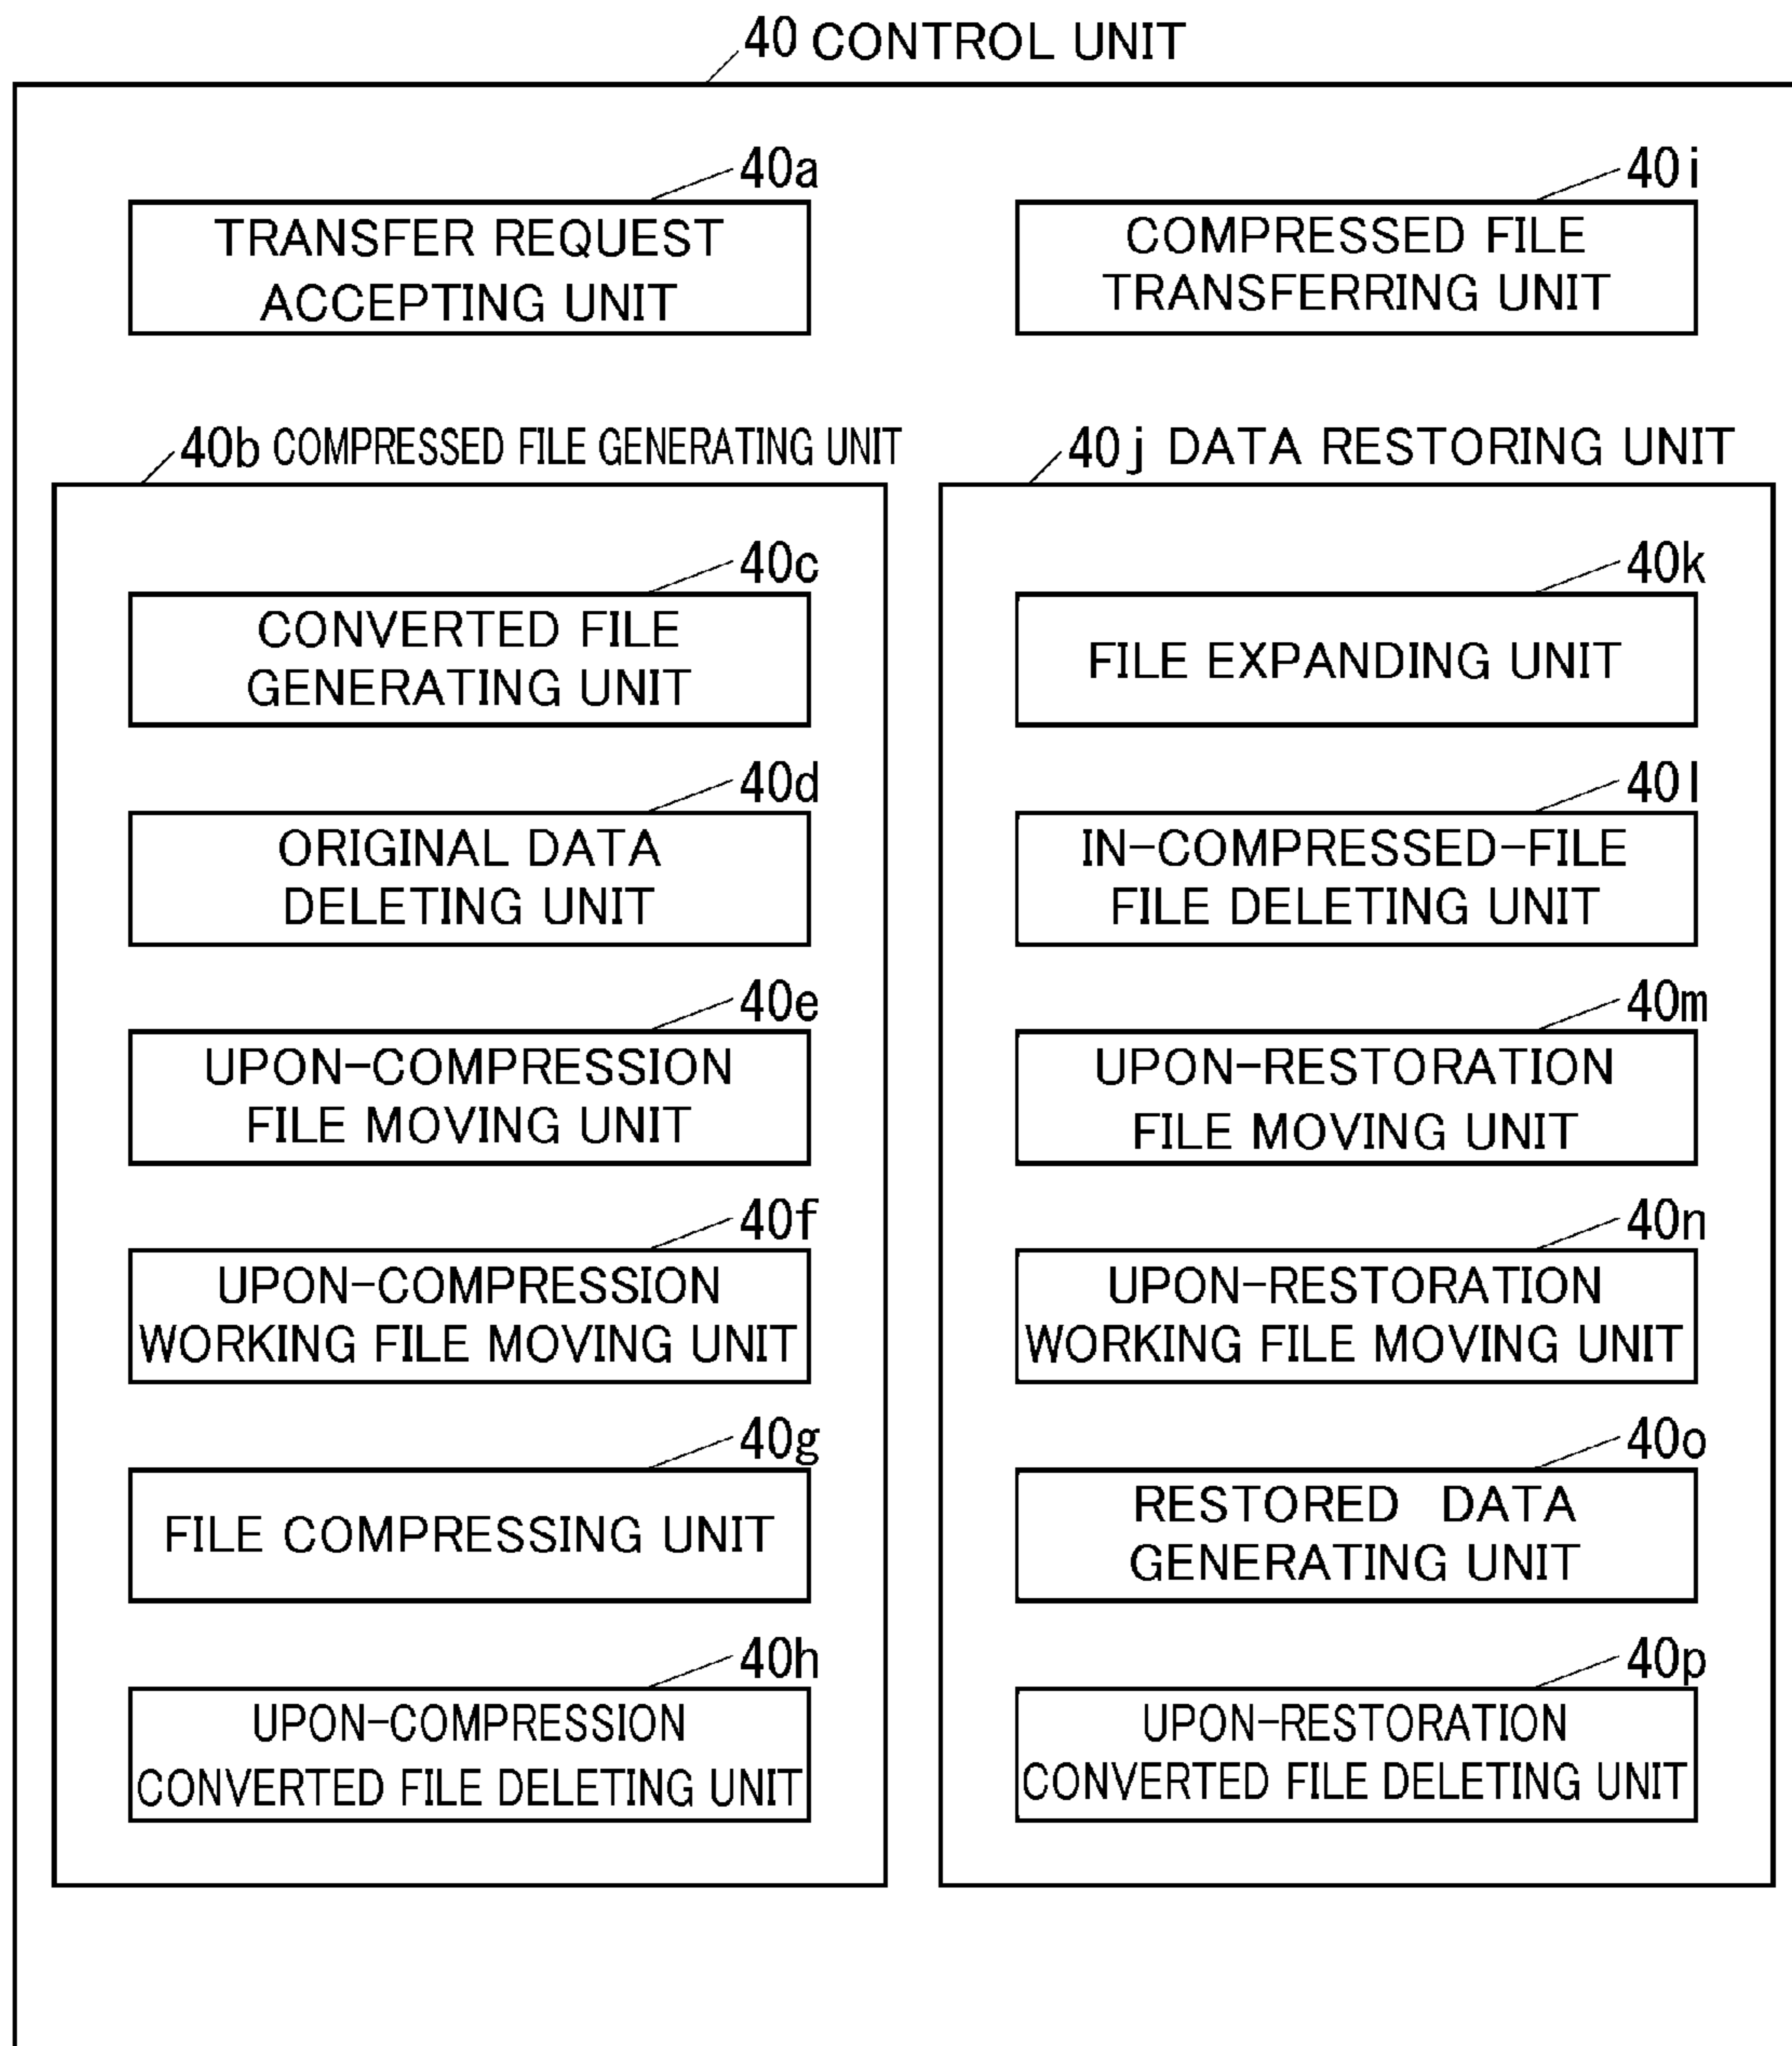 40 CONTROL UNIT
40a
TRANSFER REQUEST
ACCEPTING UNIT
40i
COMPRESSED FILE
TRANSFERRING UNIT
40b COMPRESSED FILE GENERATING UNIT
40c
CONVERTED FILE
GENERATING UNIT
40d
ORIGINAL DATA
DELETING UNIT
40e
UPON-COMPRESSION
FILE MOVING UNIT
40f
UPON-COMPRESSION
WORKING FILE MOVING UNIT
40g
FILE COMPRESSING UNIT
40h
UPON-COMPRESSION
CONVERTED FILE DELETING UNIT
40j DATA RESTORING UNIT
40k
FILE EXPANDING UNIT
40l
IN-COMPRESSED-FILE
FILE DELETING UNIT
40m
UPON-RESTORATION
FILE MOVING UNIT
40n
UPON-RESTORATION
WORKING FILE MOVING UNIT
40o
RESTORED DATA
GENERATING UNIT
40p
UPON-RESTORATION
CONVERTED FILE DELETING UNIT